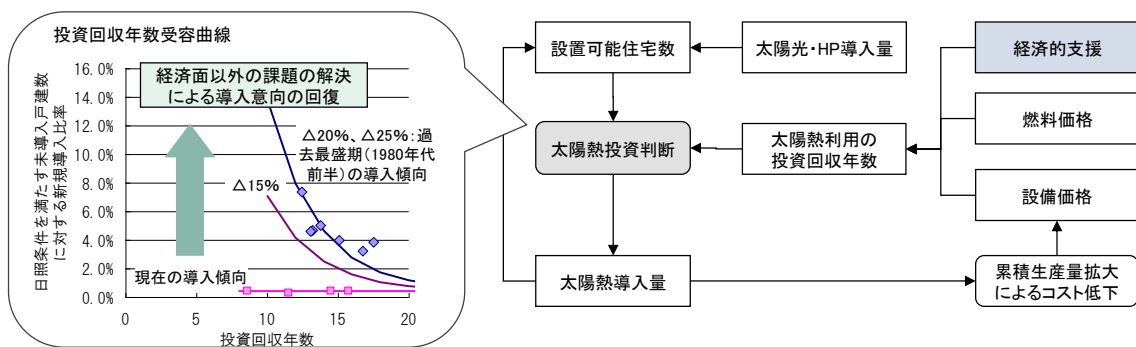 投資回収年数受容曲線
日照条件を満たす未導入戸建数
に対する新規導入比率
16.0%
14.0%
12.0%
10.0%
8.0%
6.0%
4.0%
2.0%
0.0%
経済面以外の課題の解決
による導入意向の回復
△20%、△25%:過
去最盛期(1980年代
前半)の導入傾向
△15%
現在の導入傾向
0
5
10
15
20
投資回収年数
設置可能住宅数
太陽光・HP導入量
経済的支援
太陽熱投資判断
太陽熱利用の
投資回収年数
燃料価格
設備価格
太陽熱導入量
累積生産量拡大
によるコスト低下